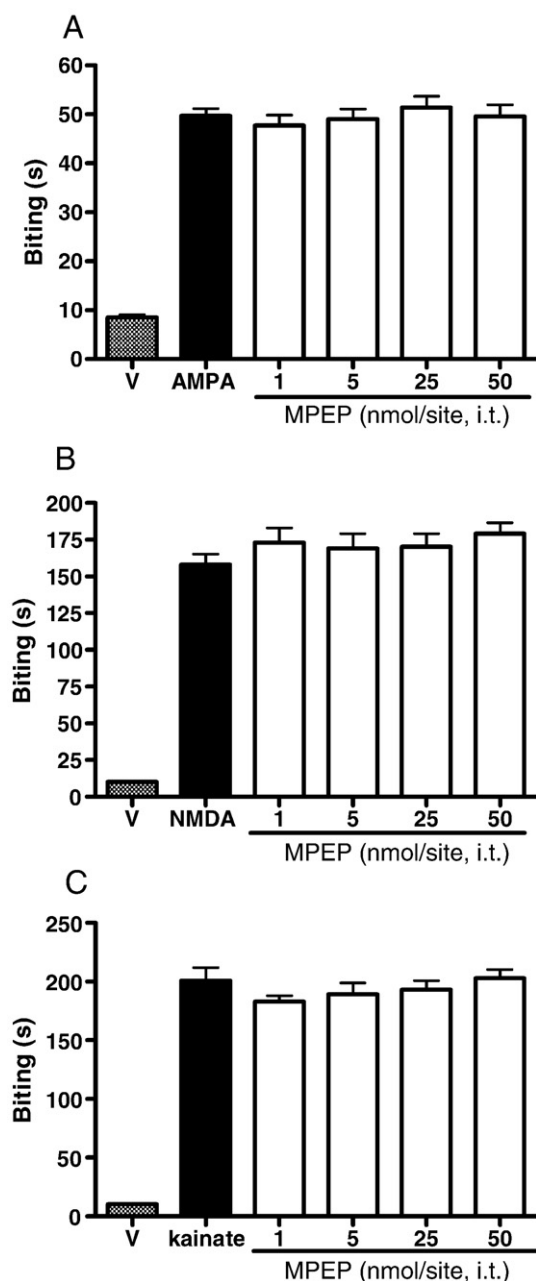 A
60
50
40
30
20
10
0
Biting (s)
V AMPA 1 5 25 50
MPEP (nmol/site, i.t.)
B
200
175
150
125
100
75
50
25
0
Biting (s)
V NMDA 1 5 25 50
MPEP (nmol/site, i.t.)
C
250
200
150
100
50
0
Biting (s)
V kainate 1 5 25 50
MPEP (nmol/site, i.t.)